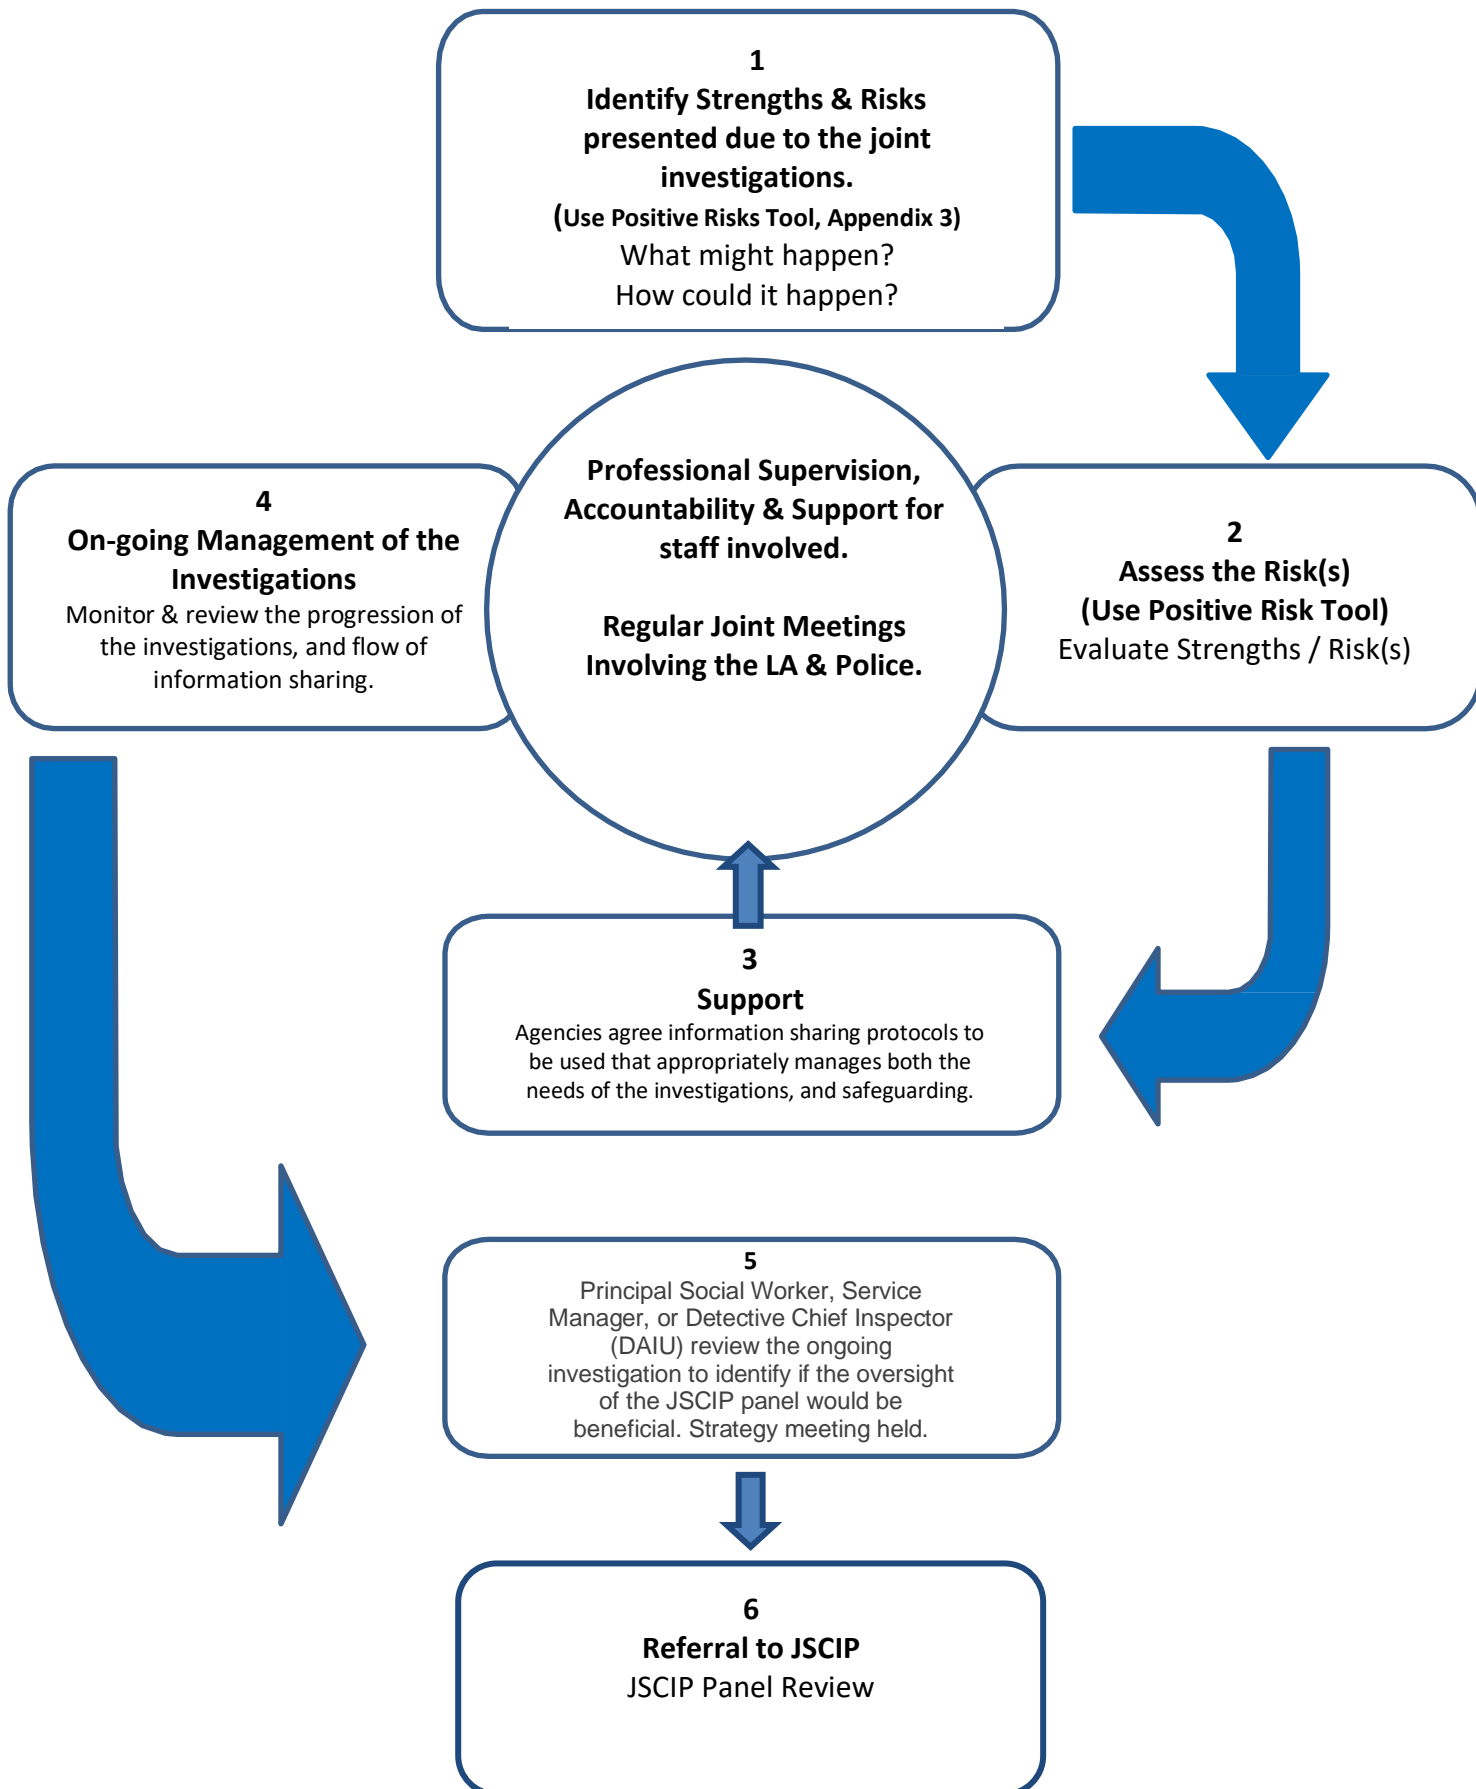 1
Identify Strengths & Risks
presented due to the joint
investigations.
(Use Positive Risks Tool, Appendix 3)
What might happen?
How could it happen?
Professional Supervision,
Accountability & Support for
staff involved.
Regular Joint Meetings
Involving the LA & Police.
2
Assess the Risk(s)
(Use Positive Risk Tool)
Evaluate Strengths / Risk(s)
3
Support
Agencies agree information sharing protocols to
be used that appropriately manages both the
needs of the investigations, and safeguarding.
4
On-going Management of the
Investigations
Monitor & review the progression of
the investigations, and flow of
information sharing.
5
Principal Social Worker, Service
Manager, or Detective Chief Inspector
(DAIU) review the ongoing
investigation to identify if the oversight
of the JSCIP panel would be
beneficial. Strategy meeting held.
6
Referral to JSCIP
JSCIP Panel Review